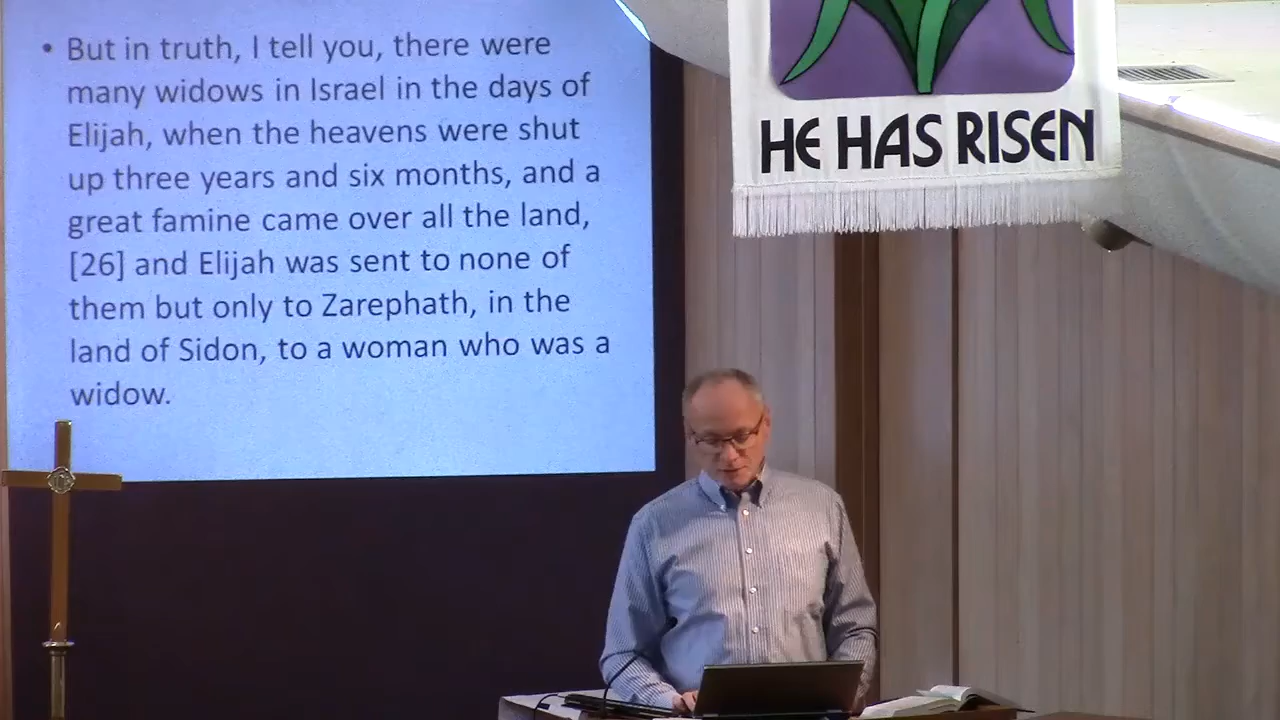 • But in truth, I tell you, there were
many widows in Israel in the days of
Elijah, when the heavens were shut
up three years and six months, and a
great famine came over all the land,
[26] and Elijah was sent to none of
them but only to Zarephath, in the
land of Sidon, to a woman who was a
widow.
HE HAS RISEN